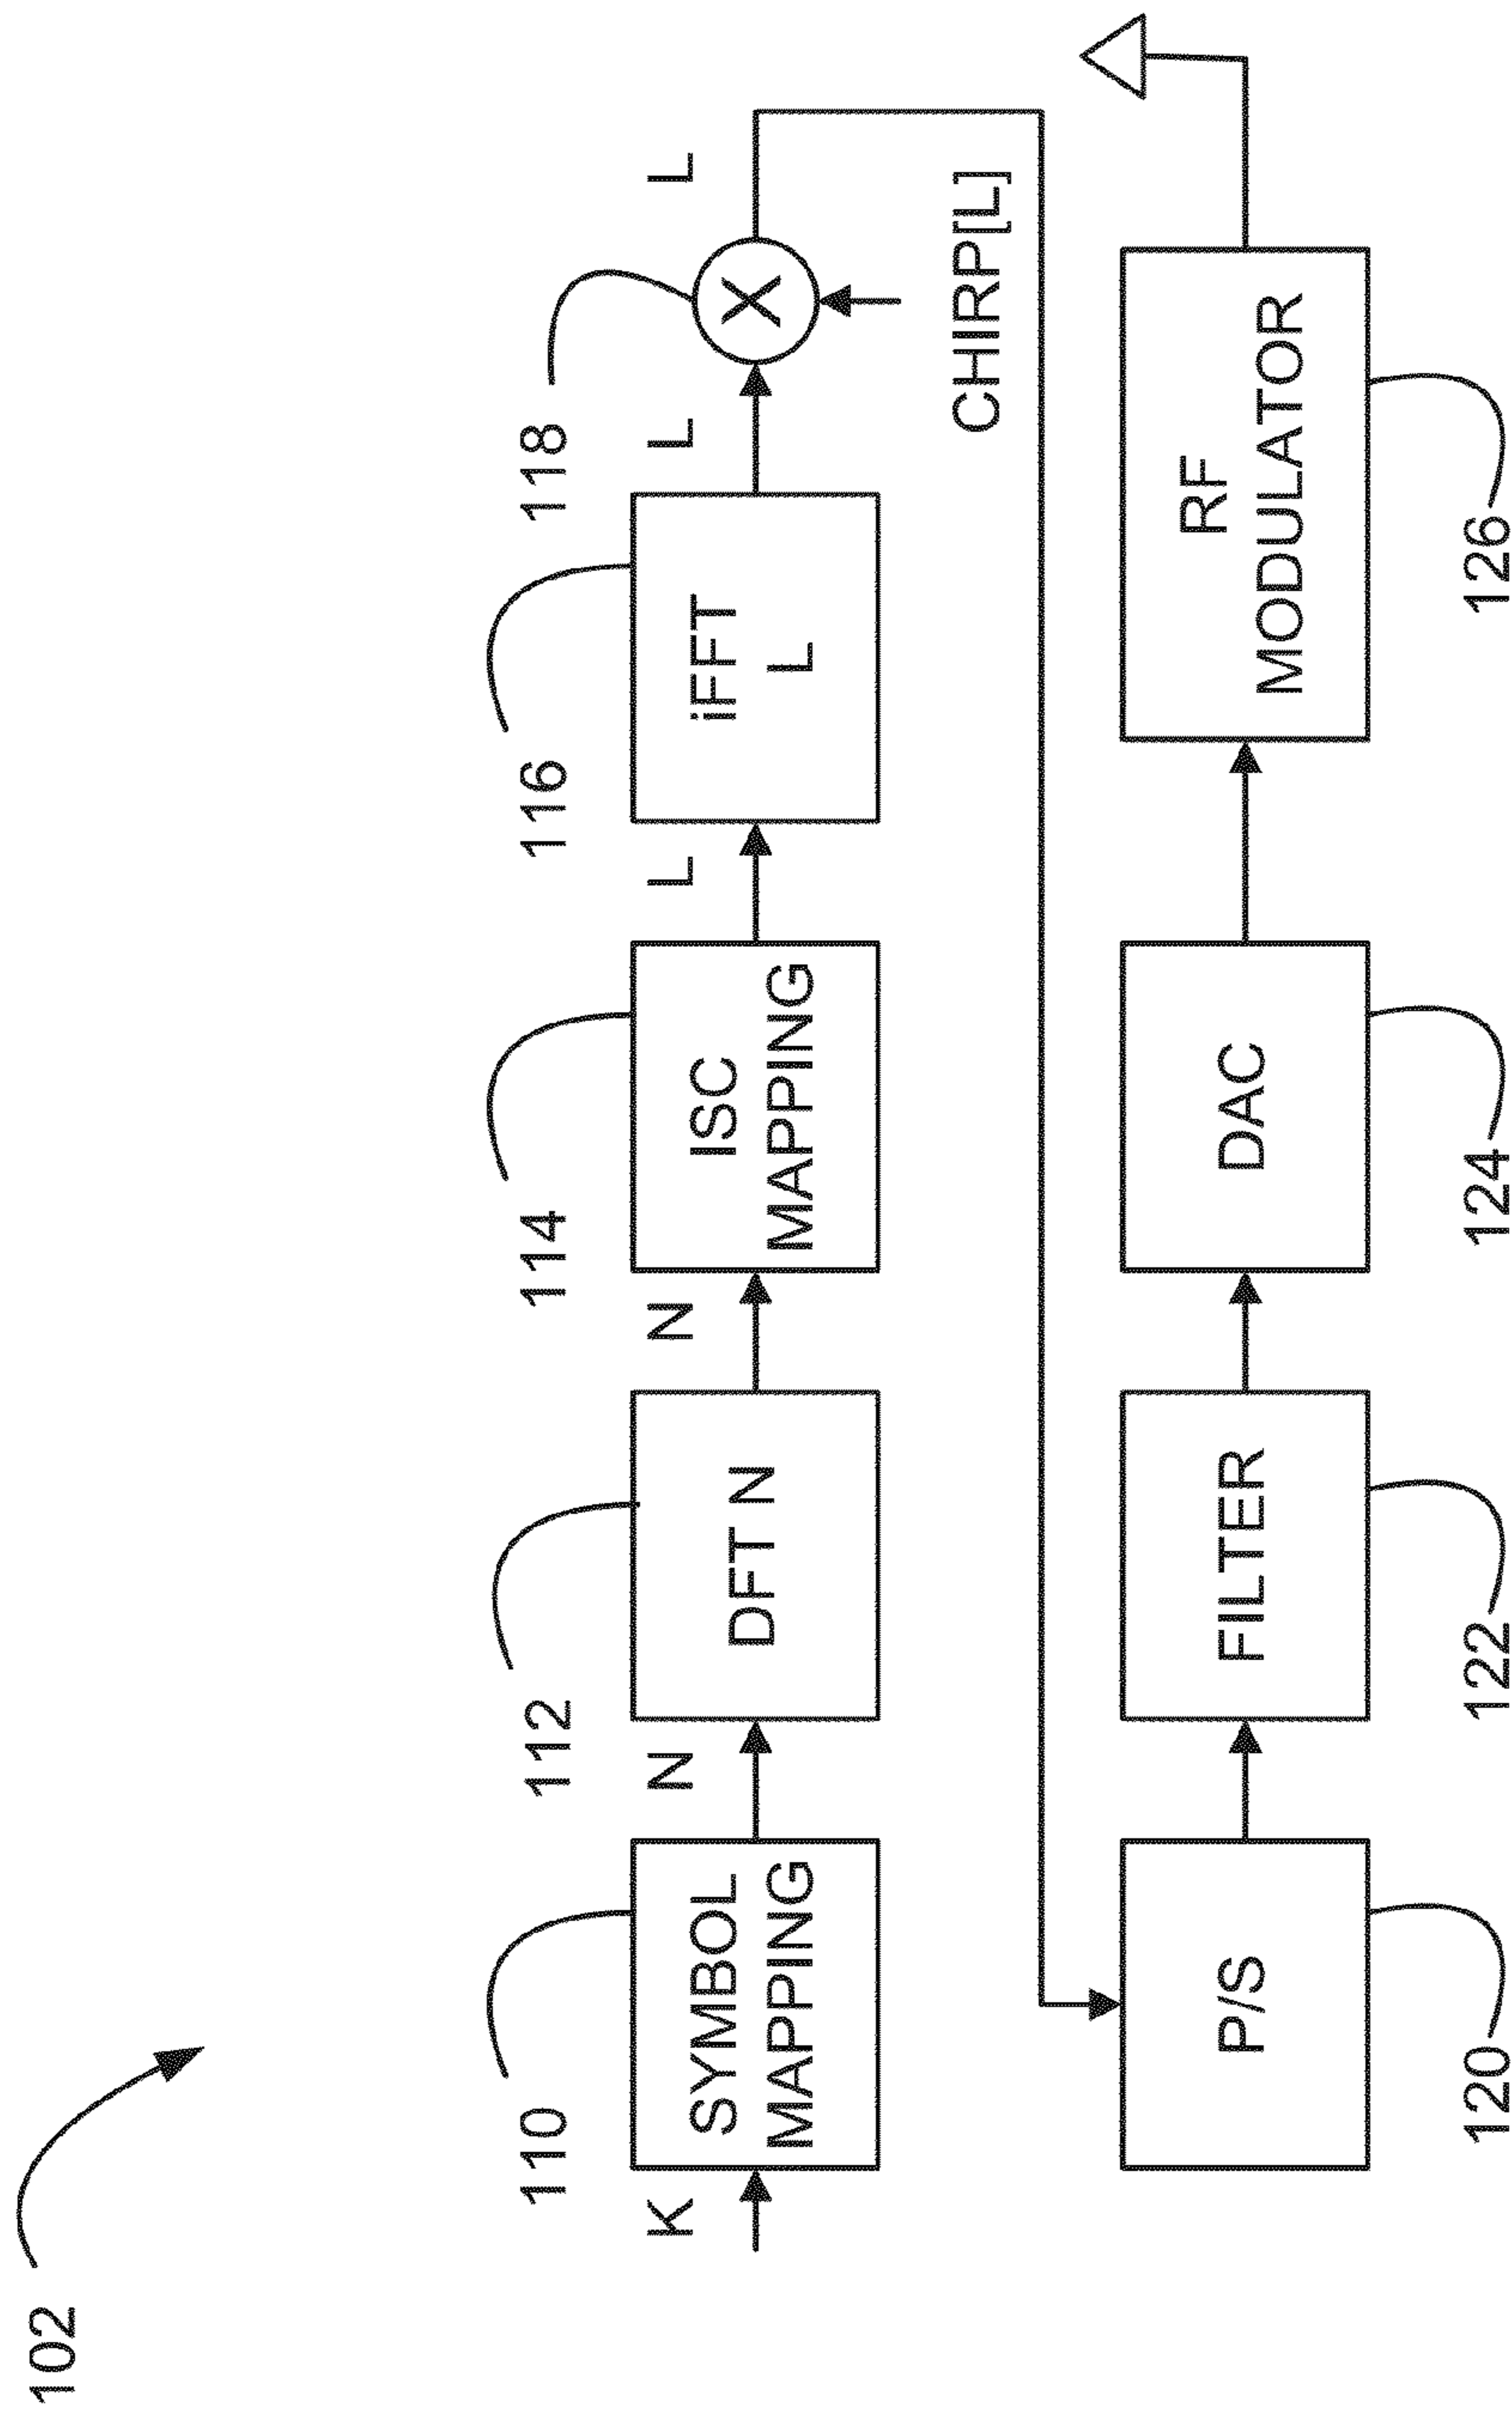 102
110
112
114
116
118
K
N
N
L
L
L
SYMBOL
MAPPING
DFT N
ISC
MAPPING
iFFT
L
X
CHIRP[L]
P/S
FILTER
DAC
RF
MODULATOR
120
122
124
126